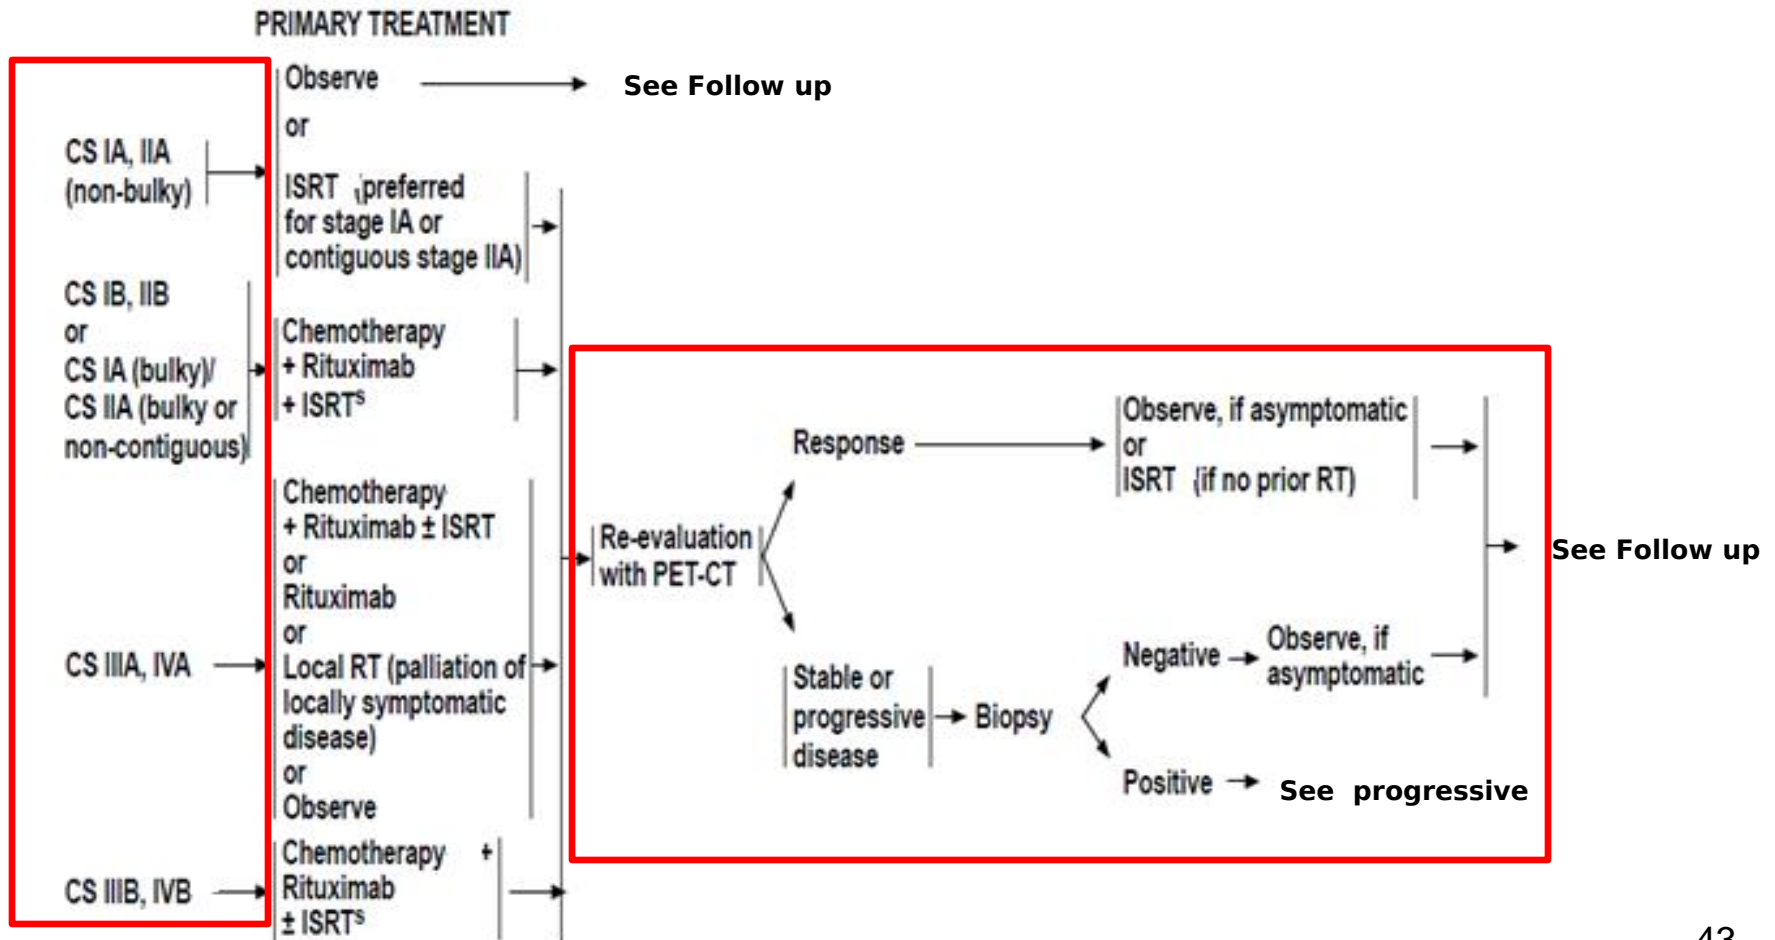 PRIMARY TREATMENT
CS IA, IIA
(non-bulky)
Observe
See Follow up
or
ISRT (preferred
for stage IA or
contiguous stage IIA)
CS IB, IIB
or
CS IA (bulky)/
CS IIA (bulky or
non-contiguous)
Chemotherapy
+ Rituximab
+ ISRTˢ
CS IIIA, IVA
Chemotherapy
+ Rituximab ± ISRT
or
Rituximab
or
Local RT (palliation of
locally symptomatic
disease)
or
Observe
CS IIIB, IVB
Chemotherapy +
Rituximab
± ISRTˢ
Re-evaluation
with PET-CT
Response
Observe, if asymptomatic
or
ISRT (if no prior RT)
Stable or
progressive
disease
Biopsy
Negative
Observe, if
asymptomatic
Positive
See progressive
See Follow up
43